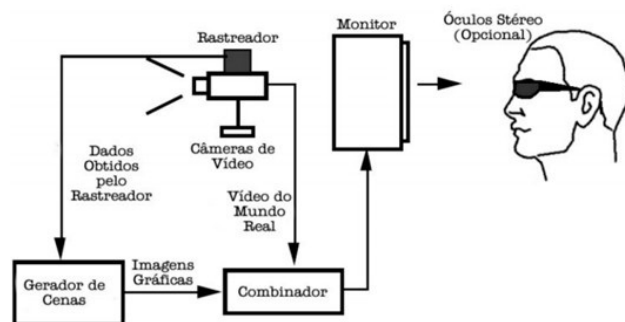 Rastreador
Monitor
Óculos Stéreo
(Opcional)
Câmeras de
Vídeo
Dados
Obtidos
pelo
Rastreador
Vídeo do
Mundo
Real
Imagens
Gráficas
Gerador de
Cenas
Combinador